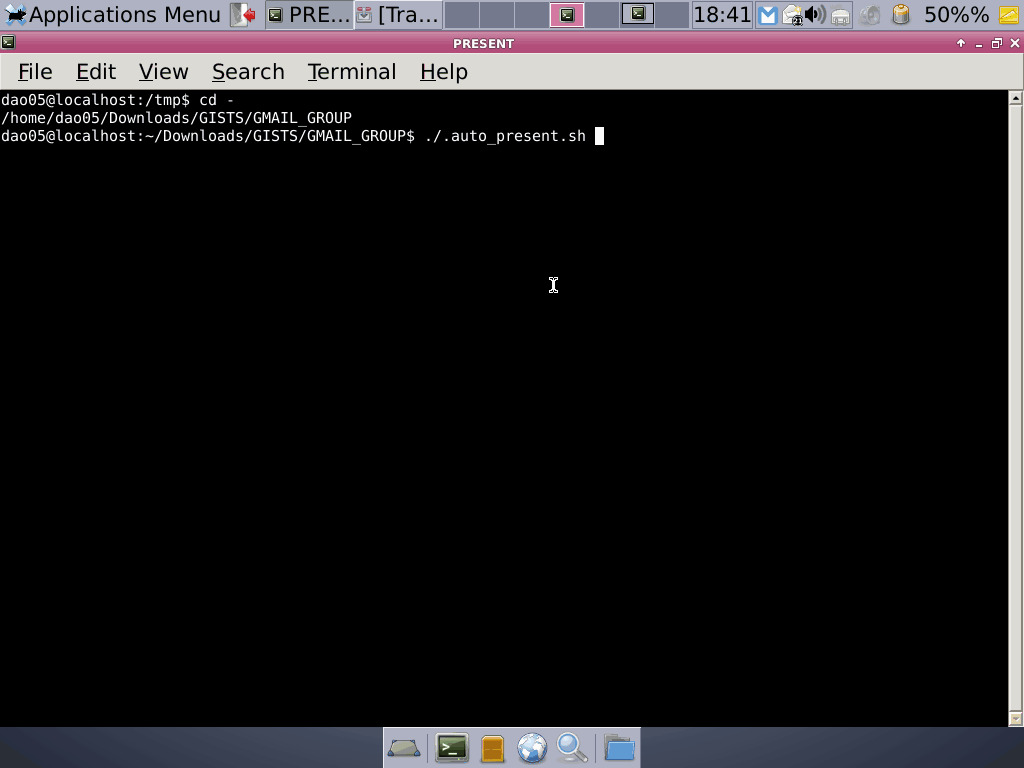 Applications Menu PRE... [Tra... 18:41 21 50%%
PRESENT
File Edit View Search Terminal Help
dao05@localhost:/tmp$ cd -
/home/dao05/Downloads/GISTS/GMAIL_GROUP
dao05@localhost:~/Downloads/GISTS/GMAIL_GROUP$ ./.auto_present.sh